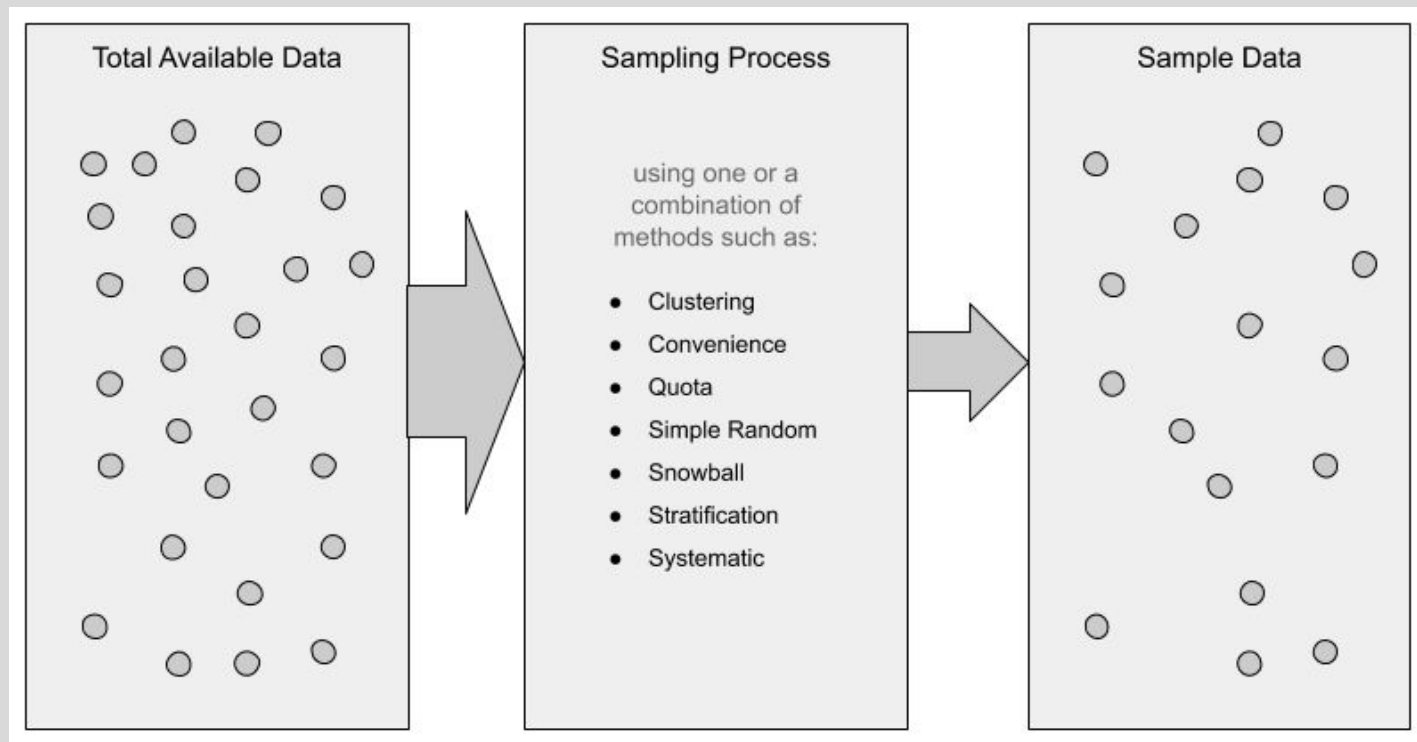 Total Available Data
Sampling Process
using one or a
combination of
methods such as:
● Clustering
● Convenience
● Quota
● Simple Random
● Snowball
● Stratification
● Systematic
Sample Data